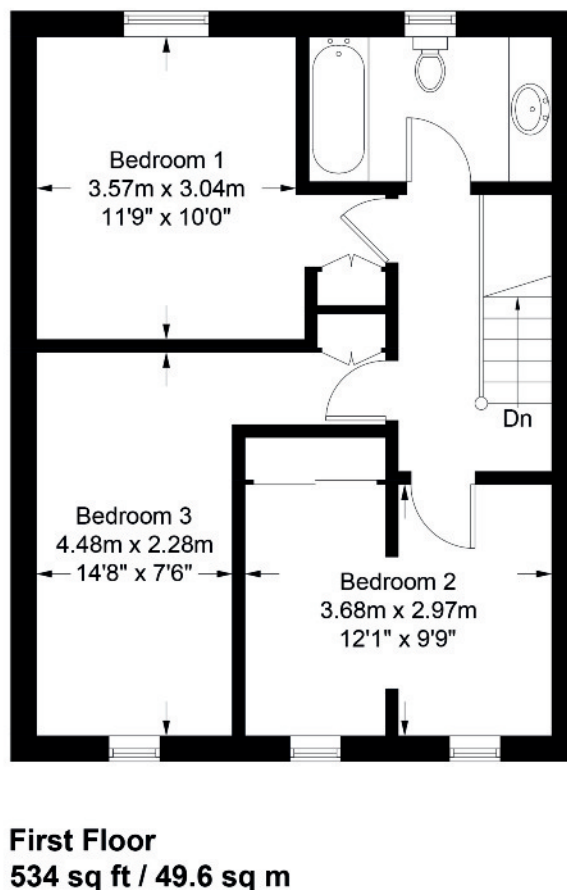 Bedroom 1
3.57m x 3.04m
11'9" x 10'0"
Dn
Bedroom 3
4.48m x 2.28m
14'8" x 7'6"
Bedroom 2
3.68m x 2.97m
12'1" x 9'9"
First Floor
534 sq ft / 49.6 sq m